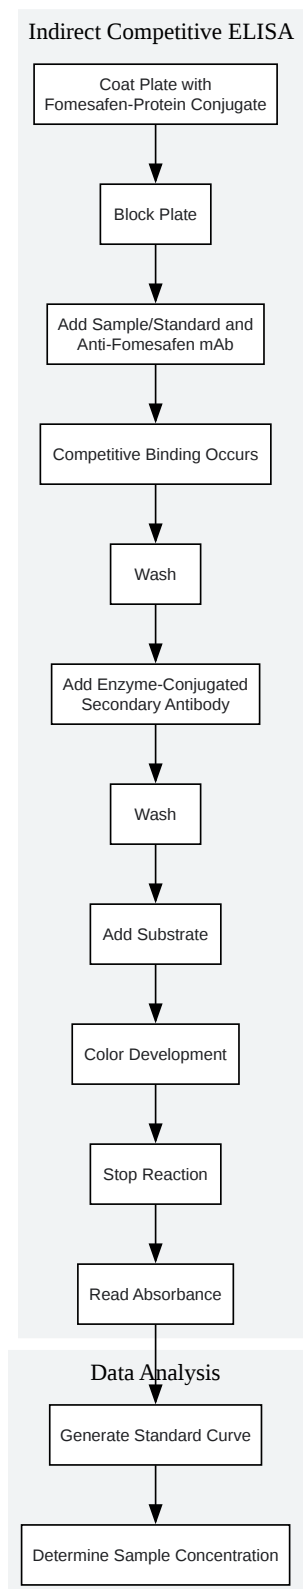 Indirect Competitive ELISA
Coat Plate with
Fomesafen-Protein Conjugate
Block Plate
Add Sample/Standard and
Anti-Fomesafen mAb
Competitive Binding Occurs
Wash
Add Enzyme-Conjugated
Secondary Antibody
Wash
Add Substrate
Color Development
Stop Reaction
Read Absorbance
Data Analysis
Generate Standard Curve
Determine Sample Concentration